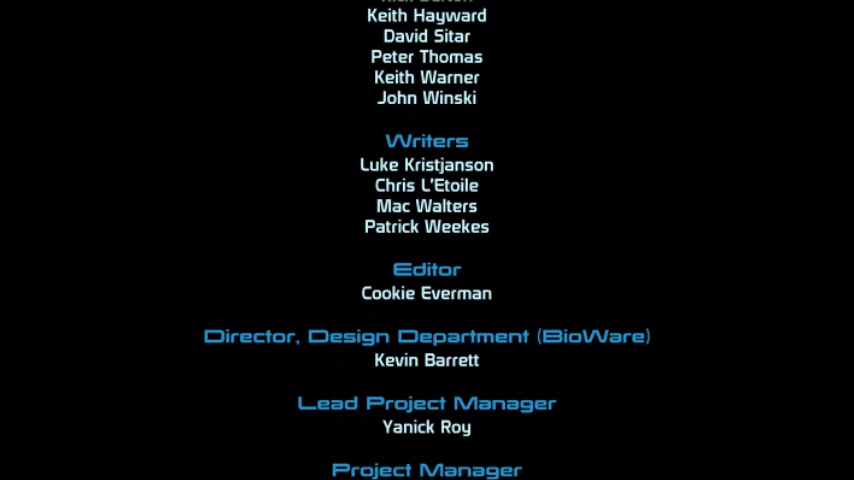 Keith Hayward
David Sitar
Peter Thomas
Keith Warner
John Winski
Writers
Luke Kristjanson
Chris L'Etoile
Mac Walters
Patrick Weekes
Editor
Cookie Everman
Director, Design Department (BioWare)
Kevin Barrett
Lead Project Manager
Yanick Roy
Project Manager